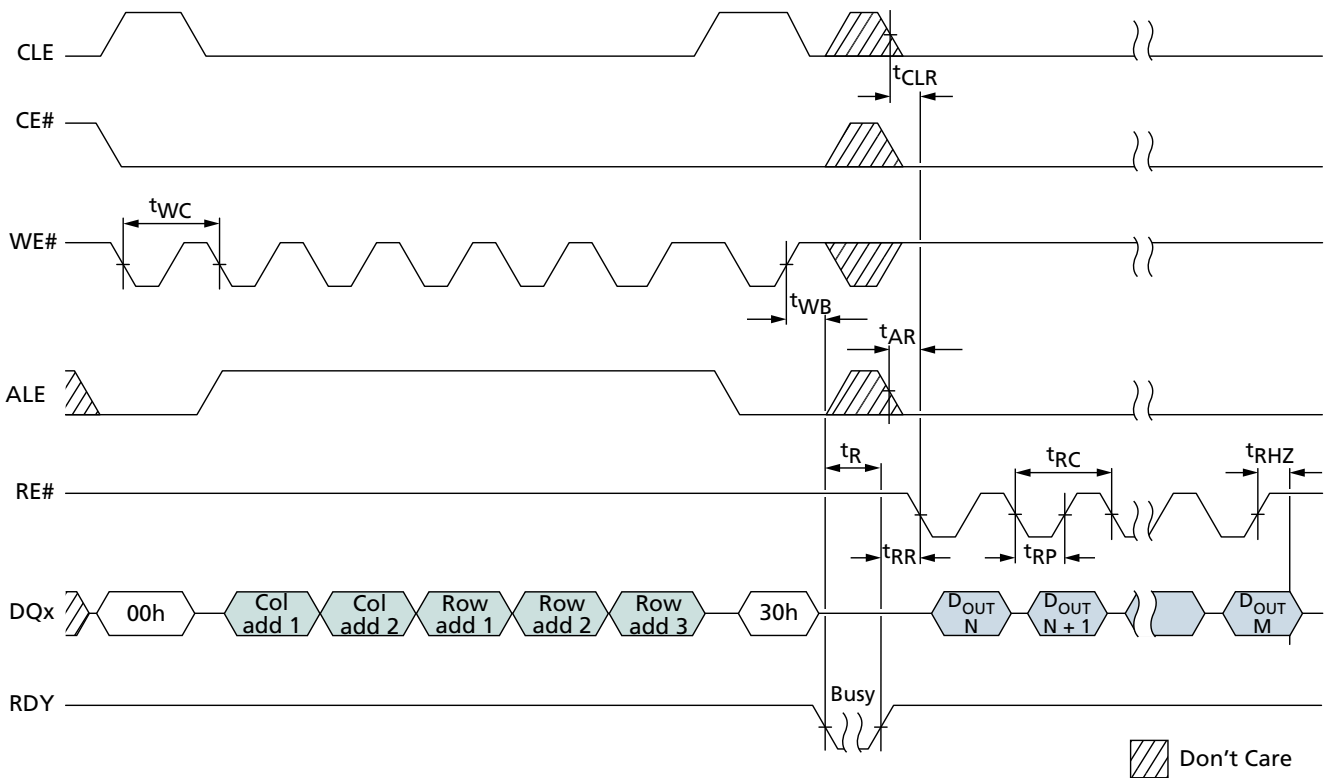 CLE
tCLR
CE#
tWC
WE#
tWB
tAR
ALE
tR
tRC
tRHZ
RE#
tRR
tRP
DQx
00h
Col
add 1
Col
add 2
Row
add 1
Row
add 2
Row
add 3
30h
DOUT
N
DOUT
N + 1
DOUT
M
RDY
Busy
Don't Care